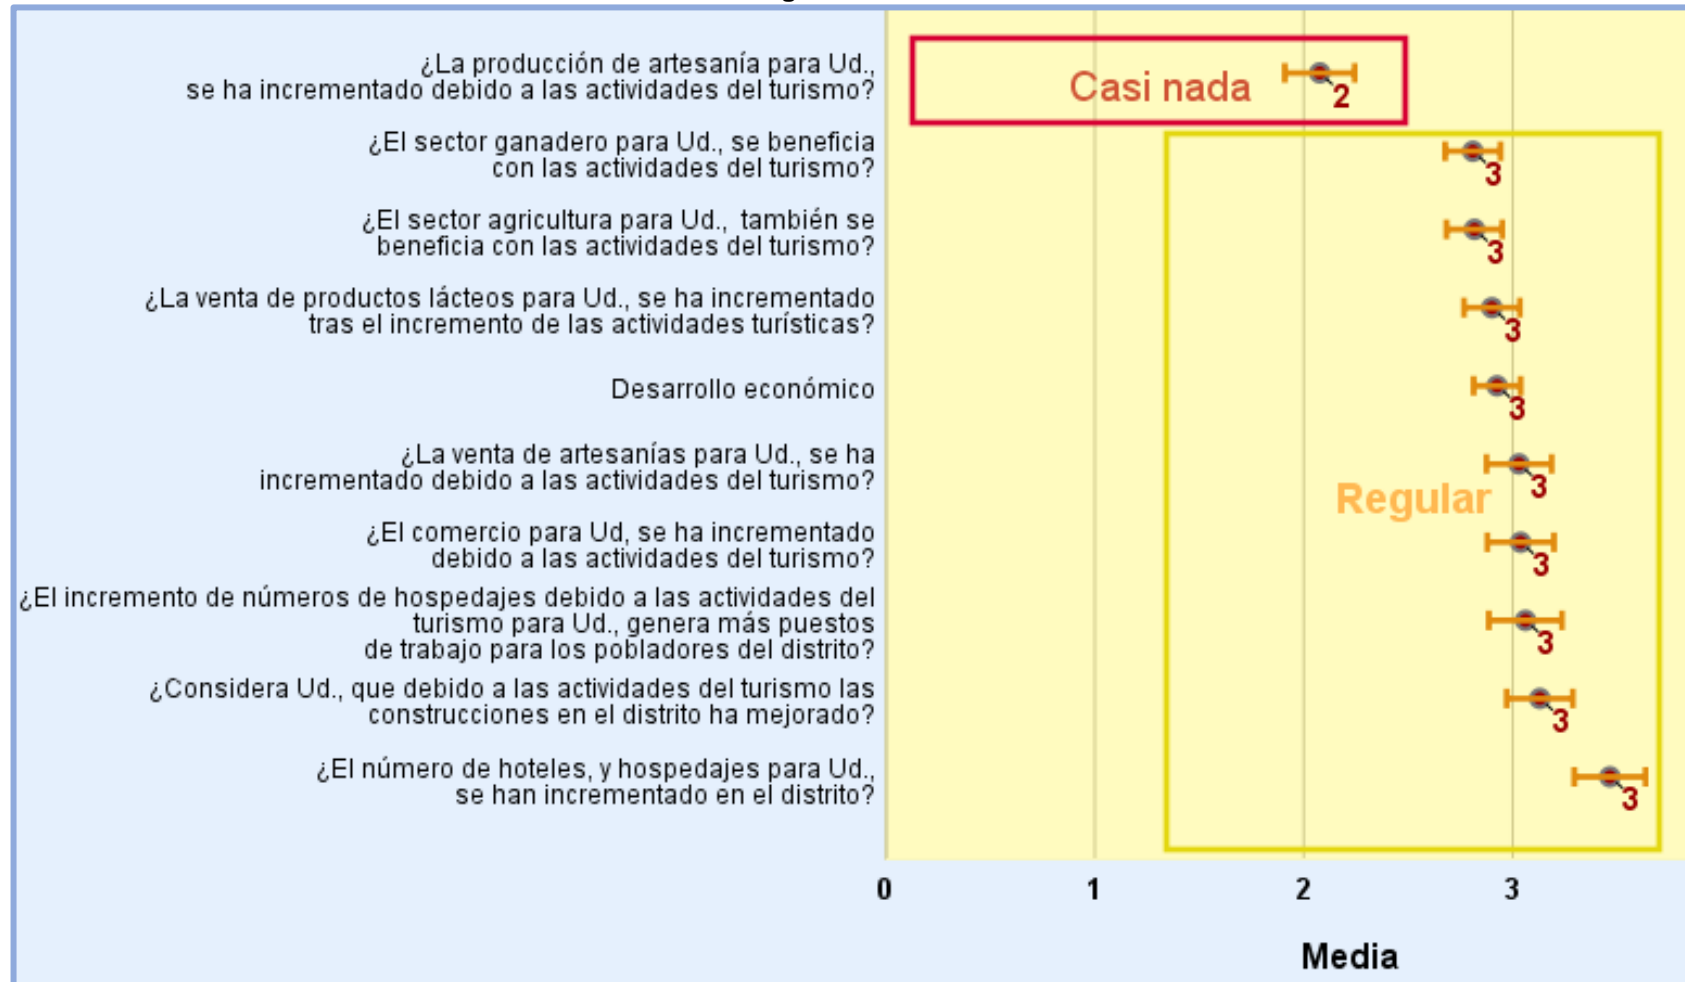 ¿La producción de artesanía para Ud.,
se ha incrementado debido a las actividades del turismo?
Casi nada
2
¿El sector ganadero para Ud., se beneficia
con las actividades del turismo?
3
¿El sector agricultura para Ud., también se
beneficia con las actividades del turismo?
3
¿La venta de productos lácteos para Ud., se ha incrementado
tras el incremento de las actividades turísticas?
3
Desarrollo económico
3
¿La venta de artesanías para Ud., se ha
incrementado debido a las actividades del turismo?
3
Regular
¿El comercio para Ud, se ha incrementado
debido a las actividades del turismo?
3
¿El incremento de números de hospedajes debido a las actividades del
turismo para Ud., genera más puestos
de trabajo para los pobladores del distrito?
3
¿Considera Ud., que debido a las actividades del turismo las
construcciones en el distrito ha mejorado?
3
¿El número de hoteles, y hospedajes para Ud.,
se han incrementado en el distrito?
3
0 1 2 3
Media